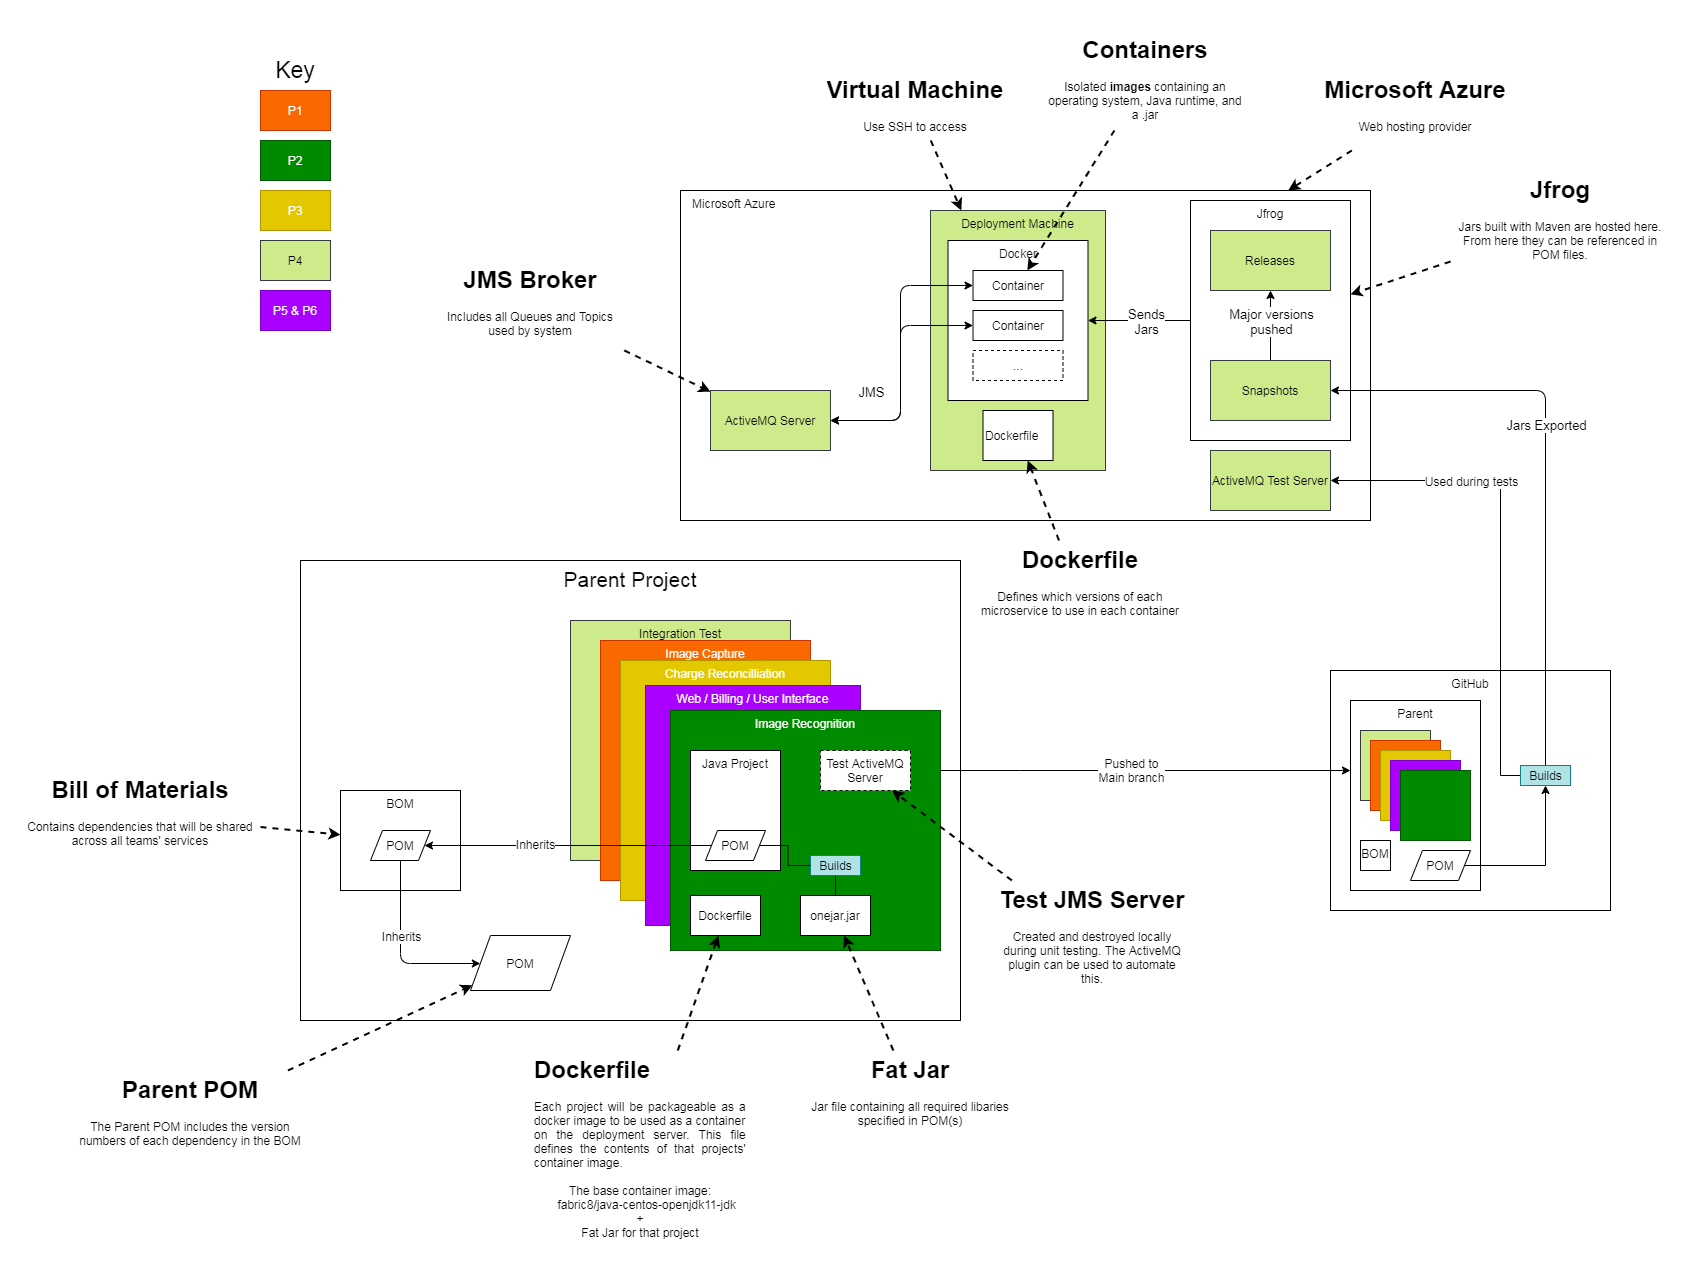 Key
P1
P2
P3
P4
P5 & P6
Containers
Isolated images containing an
operating system, Java runtime, and
a .jar
Virtual Machine
Use SSH to access
Microsoft Azure
Web hosting provider
Jfrog
Jars built with Maven are hosted here.
From here they can be referenced in
POM files.
JMS Broker
Includes all Queues and Topics
used by system
Microsoft Azure
Deployment Machine
Docker
Container
Container
...
Dockerfile
JMS
ActiveMQ Server
Sends
Jars
Jfrog
Releases
Major versions
pushed
Snapshots
ActiveMQ Test Server
Jars Exported
Used during tests
Dockerfile
Defines which versions of each
microservice to use in each container
Parent Project
Integration Test
Image Capture
Charge Reconcilliation
Web / Billing / User Interface
Image Recognition
Java Project
POM
Test ActiveMQ
Server
Builds
Dockerfile
onejar.jar
Inherits
BOM
POM
Inherits
POM
Pushed to
Main branch
GitHub
Parent
BOM
POM
Builds
Bill of Materials
Contains dependencies that will be shared
across all teams' services
Test JMS Server
Created and destroyed locally
during unit testing. The ActiveMQ
plugin can be used to automate
this.
Parent POM
The Parent POM includes the version
numbers of each dependency in the BOM
Dockerfile
Each project will be packageable as a
docker image to be used as a container
on the deployment server. This file
defines the contents of that projects'
container image.
The base container image:
fabric8/java-centos-openjdk11-jdk
+
Fat Jar for that project
Fat Jar
Jar file containing all required libaries
specified in POM(s)